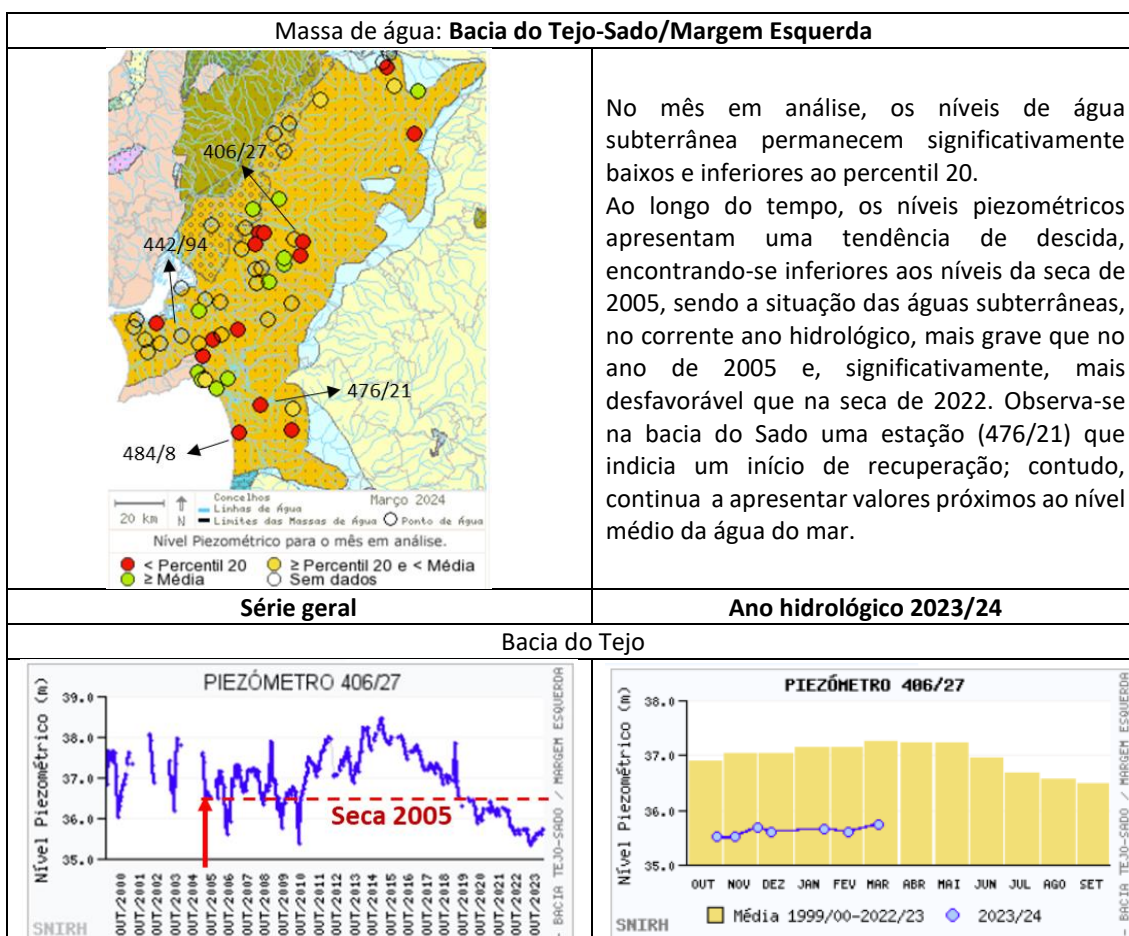 Massa de água: Bacia do Tejo-Sado/Margem Esquerda
406/27
442/94
476/21
484/8
20 km
N
Concelhos
Linhas de Água
Limites das Massas de Água
Ponto de Água
Março 2024
Nível Piezométrico para o mês em análise.
< Percentil 20
≥ Percentil 20 e < Média
≥ Média
Sem dados
No mês em análise, os níveis de água
subterrânea permanecem significativamente
baixos e inferiores ao percentil 20.
Ao longo do tempo, os níveis piezométricos
apresentam uma tendência de descida,
encontrando-se inferiores aos níveis da seca de
2005, sendo a situação das águas subterrâneas,
no corrente ano hidrológico, mais grave que no
ano de 2005 e, significativamente, mais
desfavorável que na seca de 2022. Observa-se
na bacia do Sado uma estação (476/21) que
indicia um início de recuperação; contudo,
continua a apresentar valores próximos ao nível
médio da água do mar.
Série geral
Ano hidrológico 2023/24
Bacia do Tejo
PIEZÓMETRO 406/27
Nível Piezométrico (m)
39.0
38.0
37.0
36.0
35.0
Seca 2005
OUT/2000
OUT/2001
OUT/2002
OUT/2003
OUT/2004
OUT/2005
OUT/2006
OUT/2007
OUT/2008
OUT/2009
OUT/2010
OUT/2011
OUT/2012
OUT/2013
OUT/2014
OUT/2015
OUT/2016
OUT/2017
OUT/2018
OUT/2019
OUT/2020
OUT/2021
OUT/2022
OUT/2023
SNIRH
- BACIA TEJO-SADO / MARGEM ESQUERDA
PIEZÓMETRO 406/27
Nível Piezométrico (m)
38.0
37.0
36.0
35.0
OUT NOV DEZ JAN FEV MAR ABR MAI JUN JUL AGO SET
Média 1999/00-2022/23
2023/24
SNIRH
- BACIA TEJO-SADO / MARGEM ESQUERDA